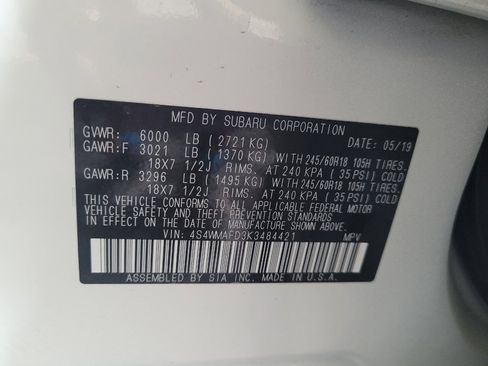 MFD BY SUBARU CORPORATION
GVWR: 6000 LB ( 2721 KG) DATE: 05/19
GAWR:F 3021 LB ( 1370 KG) WITH 245/60R18 105H TIRES.
18X7 1/2J RIMS. AT 240 KPA ( 35 PSI) COLD
GAWR:R 3296 LB ( 1495 KG) WITH 245/60R18 105H TIRES.
18X7 1/2J RIMS. AT 240 KPA ( 35 PSI) COLD
THIS VEHICLE CONFORMS TO ALL APPLICABLE FEDERAL MOTOR
VEHICLE SAFETY AND THEFT PREVENTION STANDARDS
IN EFFECT ON THE DATE OF MANUFACTURE SHOWN ABOVE.
VIN: 4S4WMAFD3K3484421 MPV
ASSEMBLED BY SIA INC. MADE IN U.S.A.